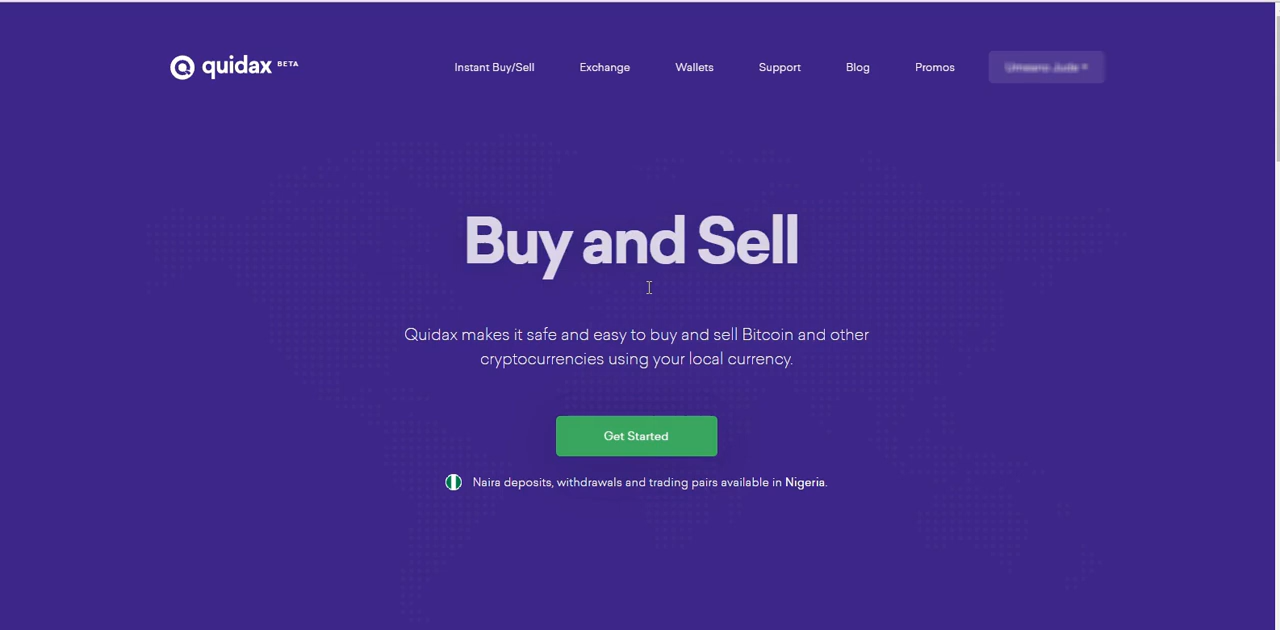 quidax BETA
Instant Buy/Sell
Exchange
Wallets
Support
Blog
Promos
Buy and Sell
Quidax makes it safe and easy to buy and sell Bitcoin and other
cryptocurrencies using your local currency.
Get Started
Naira deposits, withdrawals and trading pairs available in Nigeria.